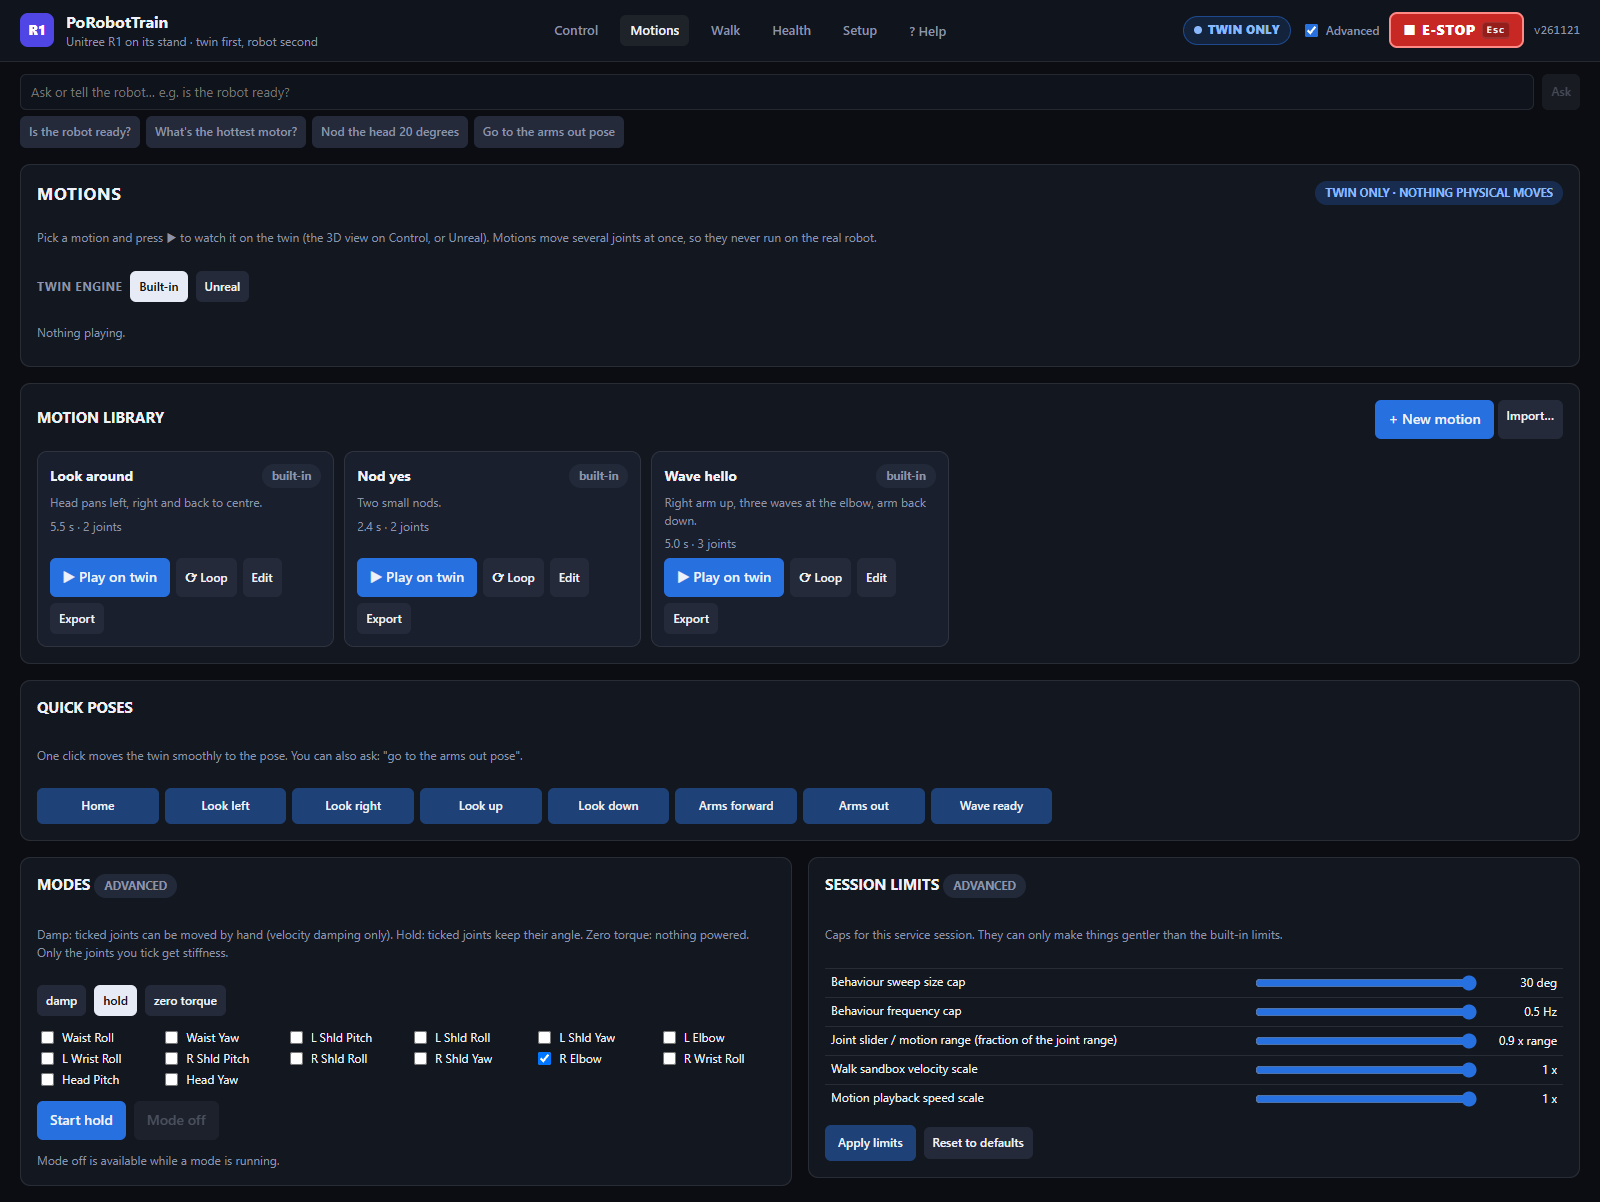 R1
PoRobotTrain
Unitree R1 on its stand · twin first, robot second
Control Motions Walk Health Setup ? Help
TWIN ONLY
Advanced
E-STOP Esc
v261121
Ask or tell the robot... e.g. is the robot ready?
Ask
Is the robot ready? What's the hottest motor? Nod the head 20 degrees Go to the arms out pose
MOTIONS
TWIN ONLY · NOTHING PHYSICAL MOVES
Pick a motion and press ▶ to watch it on the twin (the 3D view on Control, or Unreal). Motions move several joints at once, so they never run on the real robot.
TWIN ENGINE Built-in Unreal
Nothing playing.
MOTION LIBRARY
+ New motion Import...
Look around built-in
Head pans left, right and back to centre.
5.5 s · 2 joints
▶ Play on twin ⟳ Loop Edit
Export
Nod yes built-in
Two small nods.
2.4 s · 2 joints
▶ Play on twin ⟳ Loop Edit
Export
Wave hello built-in
Right arm up, three waves at the elbow, arm back
down.
5.0 s · 3 joints
▶ Play on twin ⟳ Loop Edit
Export
QUICK POSES
One click moves the twin smoothly to the pose. You can also ask: "go to the arms out pose".
Home Look left Look right Look up Look down Arms forward Arms out Wave ready
MODES ADVANCED
Damp: ticked joints can be moved by hand (velocity damping only). Hold: ticked joints keep their angle. Zero torque: nothing powered.
Only the joints you tick get stiffness.
damp hold zero torque
Waist Roll Waist Yaw L Shld Pitch L Shld Roll L Shld Yaw L Elbow
L Wrist Roll R Shld Pitch R Shld Roll R Shld Yaw R Elbow R Wrist Roll
Head Pitch Head Yaw
Start hold Mode off
Mode off is available while a mode is running.
SESSION LIMITS ADVANCED
Caps for this service session. They can only make things gentler than the built-in limits.
Behaviour sweep size cap 30 deg
Behaviour frequency cap 0.5 Hz
Joint slider / motion range (fraction of the joint range) 0.9 x range
Walk sandbox velocity scale 1 x
Motion playback speed scale 1 x
Apply limits Reset to defaults